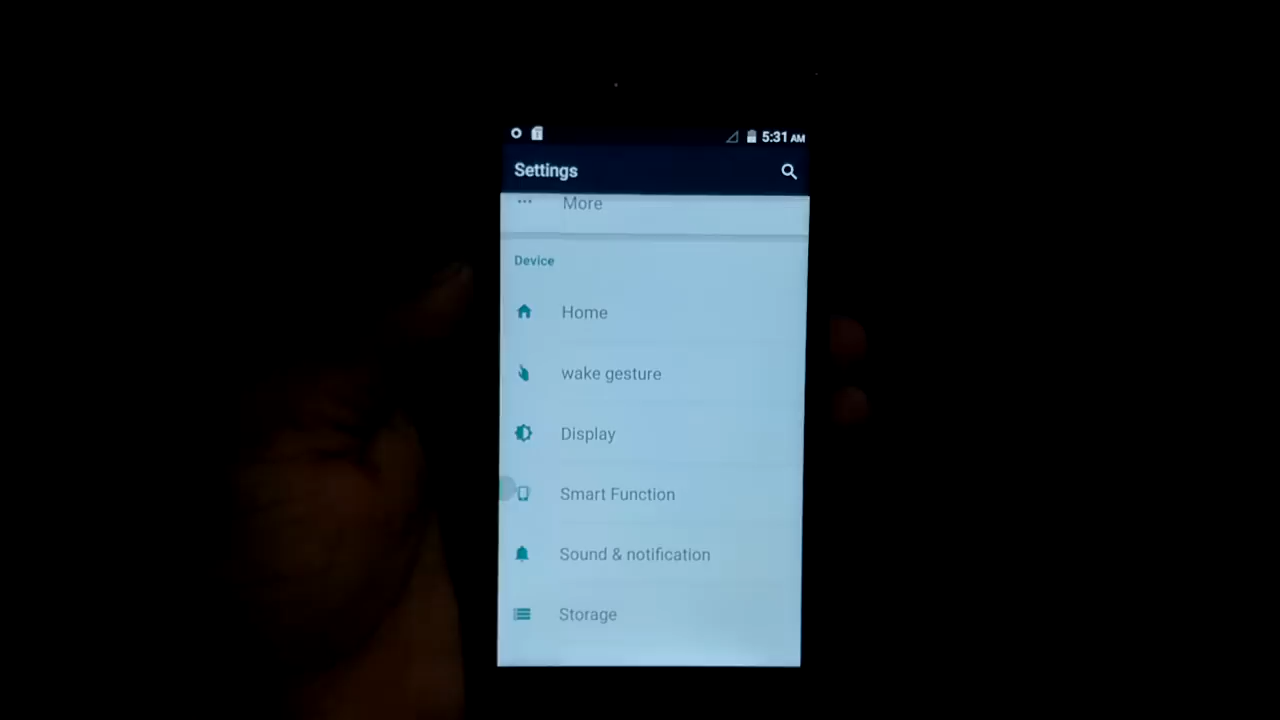 5:31 AM
Settings
More
Device
Home
wake gesture
Display
Smart Function
Sound & notification
Storage